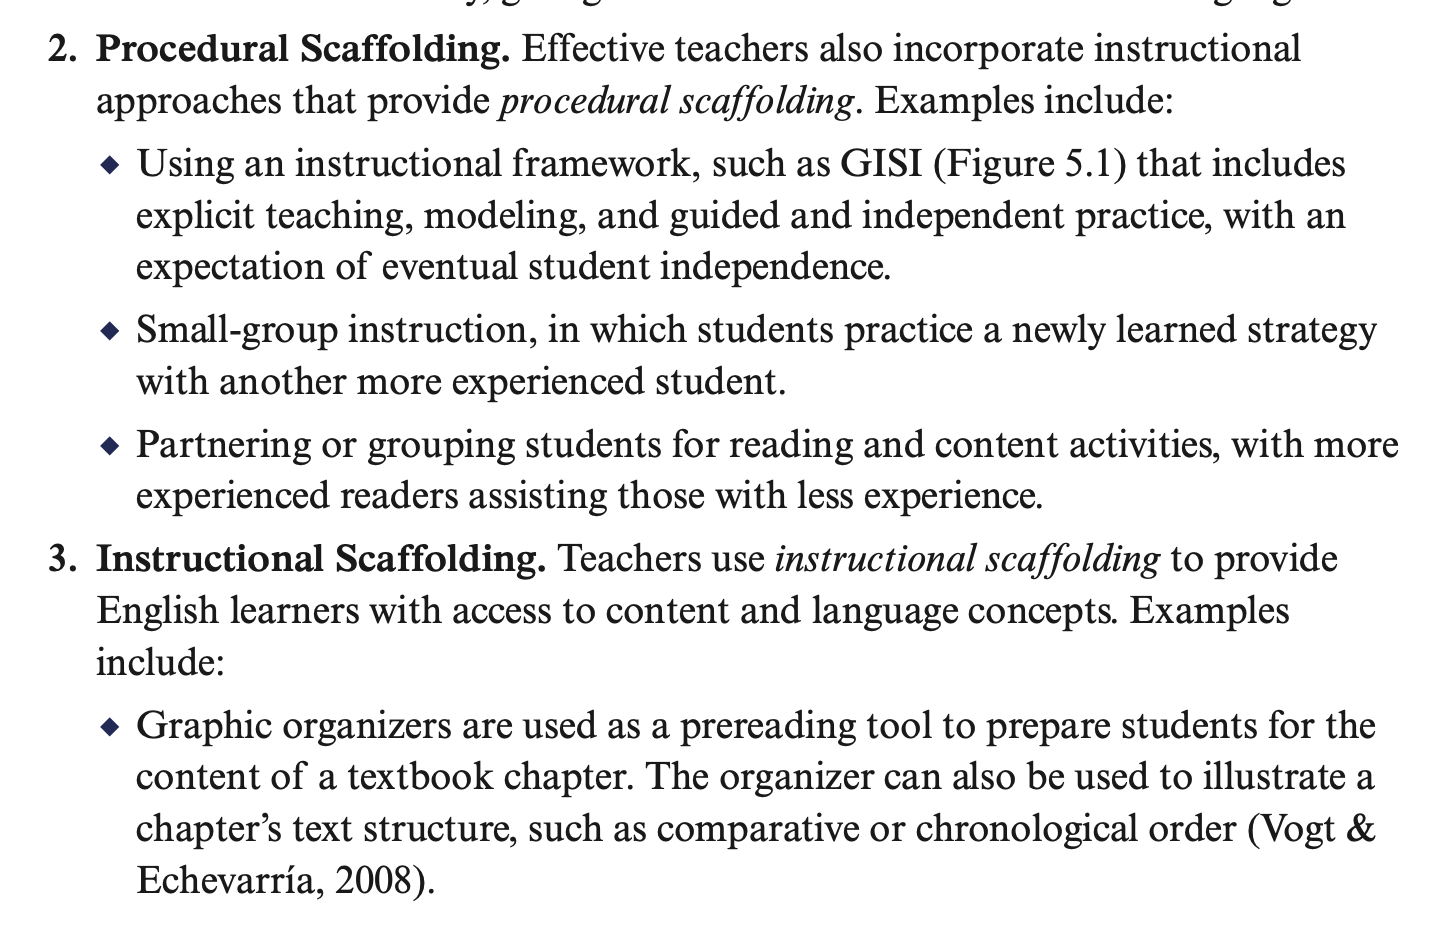 2. Procedural Scaffolding. Effective teachers also incorporate instructional
approaches that provide procedural scaffolding. Examples include:
◆ Using an instructional framework, such as GISI (Figure 5.1) that includes
explicit teaching, modeling, and guided and independent practice, with an
expectation of eventual student independence.
◆ Small-group instruction, in which students practice a newly learned strategy
with another more experienced student.
◆ Partnering or grouping students for reading and content activities, with more
experienced readers assisting those with less experience.
3. Instructional Scaffolding. Teachers use instructional scaffolding to provide
English learners with access to content and language concepts. Examples
include:
◆ Graphic organizers are used as a prereading tool to prepare students for the
content of a textbook chapter. The organizer can also be used to illustrate a
chapter’s text structure, such as comparative or chronological order (Vogt &
Echevarría, 2008).